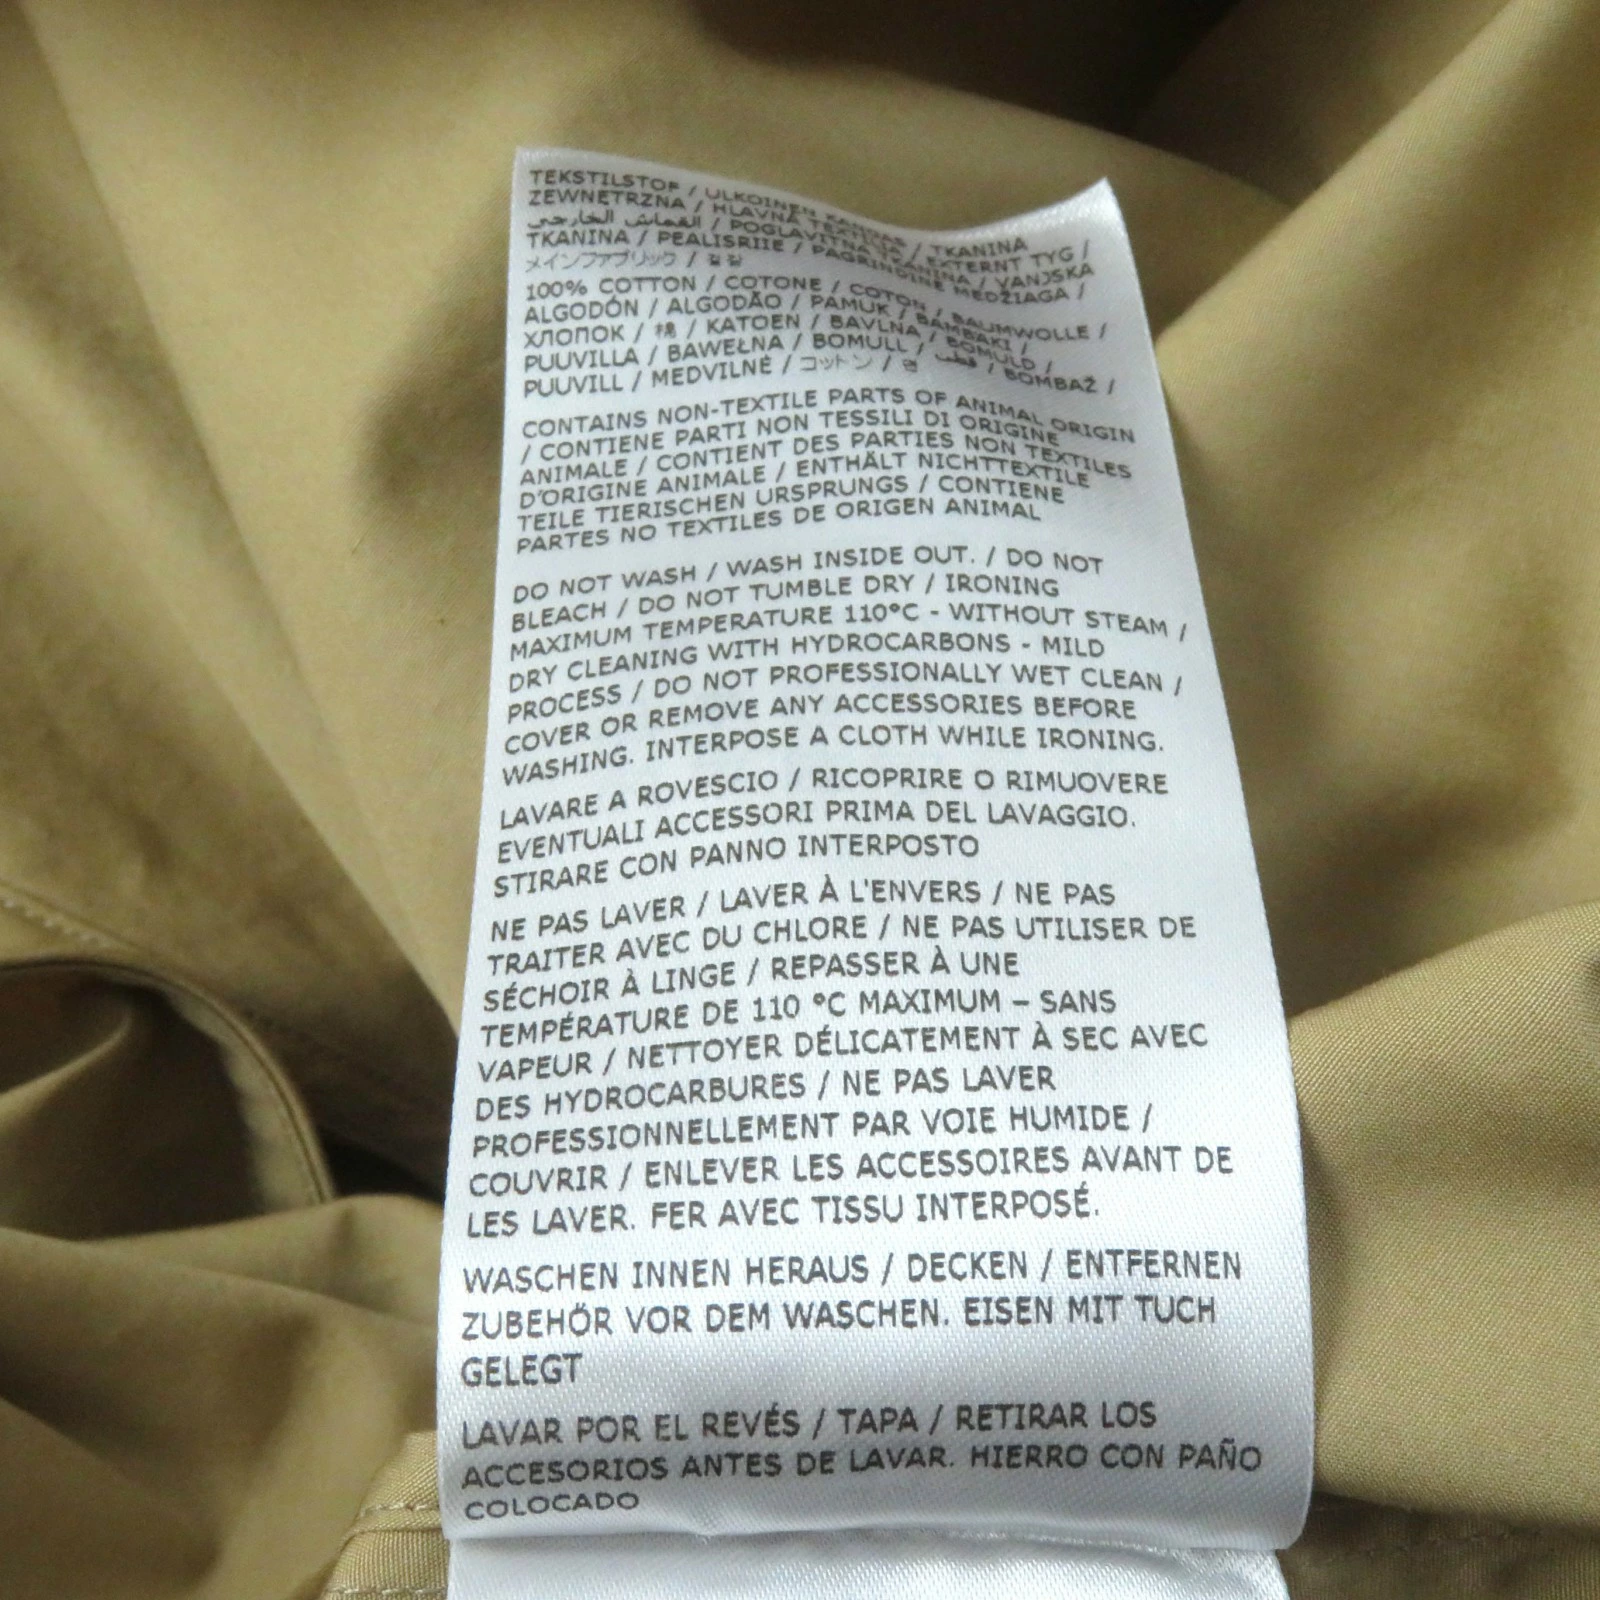 TEKSTILSTOF / ULKOINEN KANGAS / TKANINA
ZEWNĘTRZNA / HLAVNÁ TEXTÍLIA / EXTERNT TYG /
القماش الخارجي / POGLAVITNA TKANINA / VANJSKA
TKANINA / PEALISRIIE / PAGRINDINĖ MEDŽIAGA /
メインファブリック / 겉감
100% COTTON / COTONE / COTON / BAUMWOLLE /
ALGODÓN / ALGODÃO / PAMUK / BAMBAKI /
ХЛОПОК / 棉 / KATOEN / BAVLNA / BOMULD /
PUUVILLA / BAWEŁNA / BOMULL / قطن / BOMBAŽ /
PUUVILL / MEDVILNĖ / コットン / 면
CONTAINS NON-TEXTILE PARTS OF ANIMAL ORIGIN
/ CONTIENE PARTI NON TESSILI DI ORIGINE
ANIMALE / CONTIENT DES PARTIES NON TEXTILES
D'ORIGINE ANIMALE / ENTHÄLT NICHTTEXTILE
TEILE TIERISCHEN URSPRUNGS / CONTIENE
PARTES NO TEXTILES DE ORIGEN ANIMAL
DO NOT WASH / WASH INSIDE OUT. / DO NOT
BLEACH / DO NOT TUMBLE DRY / IRONING
MAXIMUM TEMPERATURE 110°C - WITHOUT STEAM /
DRY CLEANING WITH HYDROCARBONS - MILD
PROCESS / DO NOT PROFESSIONALLY WET CLEAN /
COVER OR REMOVE ANY ACCESSORIES BEFORE
WASHING. INTERPOSE A CLOTH WHILE IRONING.
LAVARE A ROVESCIO / RICOPRIRE O RIMUOVERE
EVENTUALI ACCESSORI PRIMA DEL LAVAGGIO.
STIRARE CON PANNO INTERPOSTO
NE PAS LAVER / LAVER À L'ENVERS / NE PAS
TRAITER AVEC DU CHLORE / NE PAS UTILISER DE
SÉCHOIR À LINGE / REPASSER À UNE
TEMPÉRATURE DE 110 °C MAXIMUM – SANS
VAPEUR / NETTOYER DÉLICATEMENT À SEC AVEC
DES HYDROCARBURES / NE PAS LAVER
PROFESSIONNELLEMENT PAR VOIE HUMIDE /
COUVRIR / ENLEVER LES ACCESSOIRES AVANT DE
LES LAVER. FER AVEC TISSU INTERPOSÉ.
WASCHEN INNEN HERAUS / DECKEN / ENTFERNEN
ZUBEHÖR VOR DEM WASCHEN. EISEN MIT TUCH
GELEGT
LAVAR POR EL REVÉS / TAPA / RETIRAR LOS
ACCESORIOS ANTES DE LAVAR. HIERRO CON PAÑO
COLOCADO